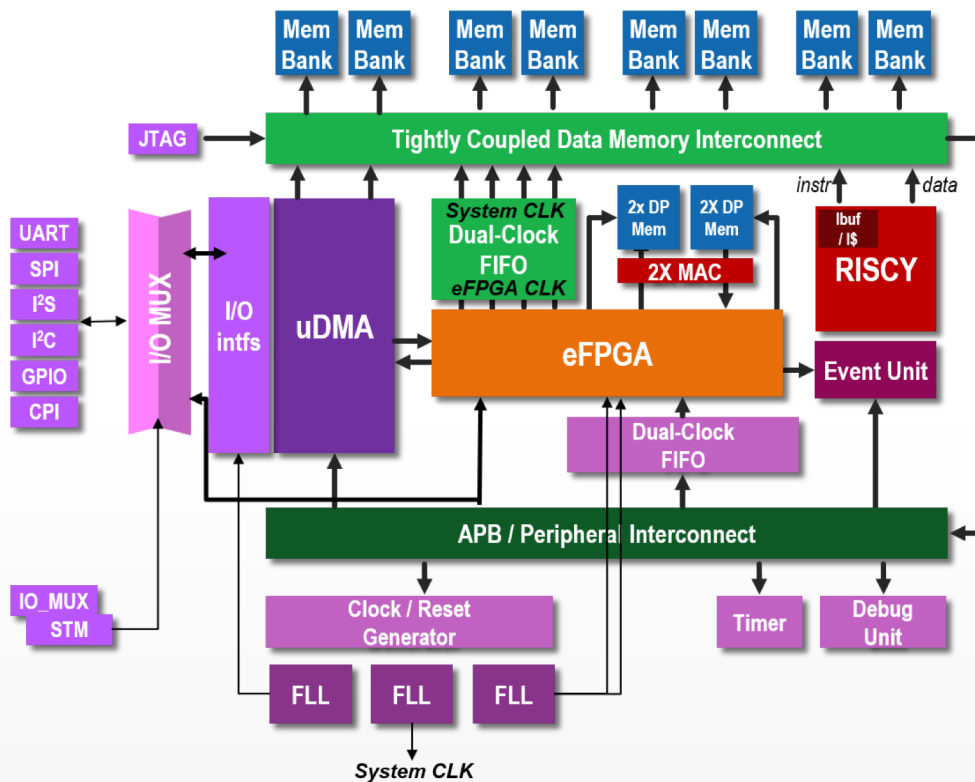 Mem
Bank
Mem
Bank
Mem
Bank
Mem
Bank
Mem
Bank
Mem
Bank
Mem
Bank
Mem
Bank
JTAG
Tightly Coupled Data Memory Interconnect
instr
data
UART
SPI
I²S
I²C
GPIO
CPI
I/O MUX
I/O
intfs
uDMA
System CLK
Dual-Clock
FIFO
eFPGA CLK
2x DP
Mem
2X DP
Mem
2X MAC
Ibuf
/ I$
RISCY
eFPGA
Event Unit
Dual-Clock
FIFO
APB / Peripheral Interconnect
IO_MUX
STM
Clock / Reset
Generator
Timer
Debug
Unit
FLL
FLL
FLL
System CLK